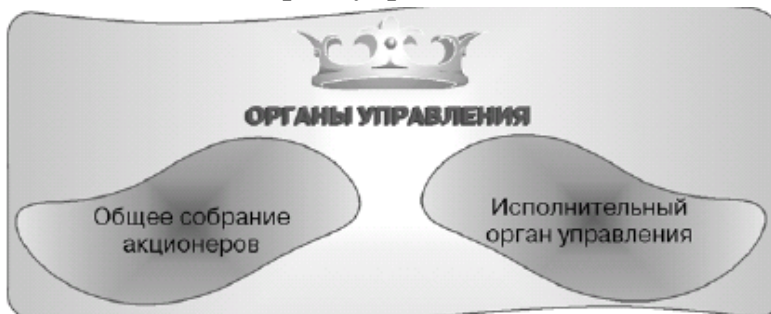 ОРГАНЫ УПРАВЛЕНИЯ
Общее собрание
акционеров
Исполнительный
орган управления